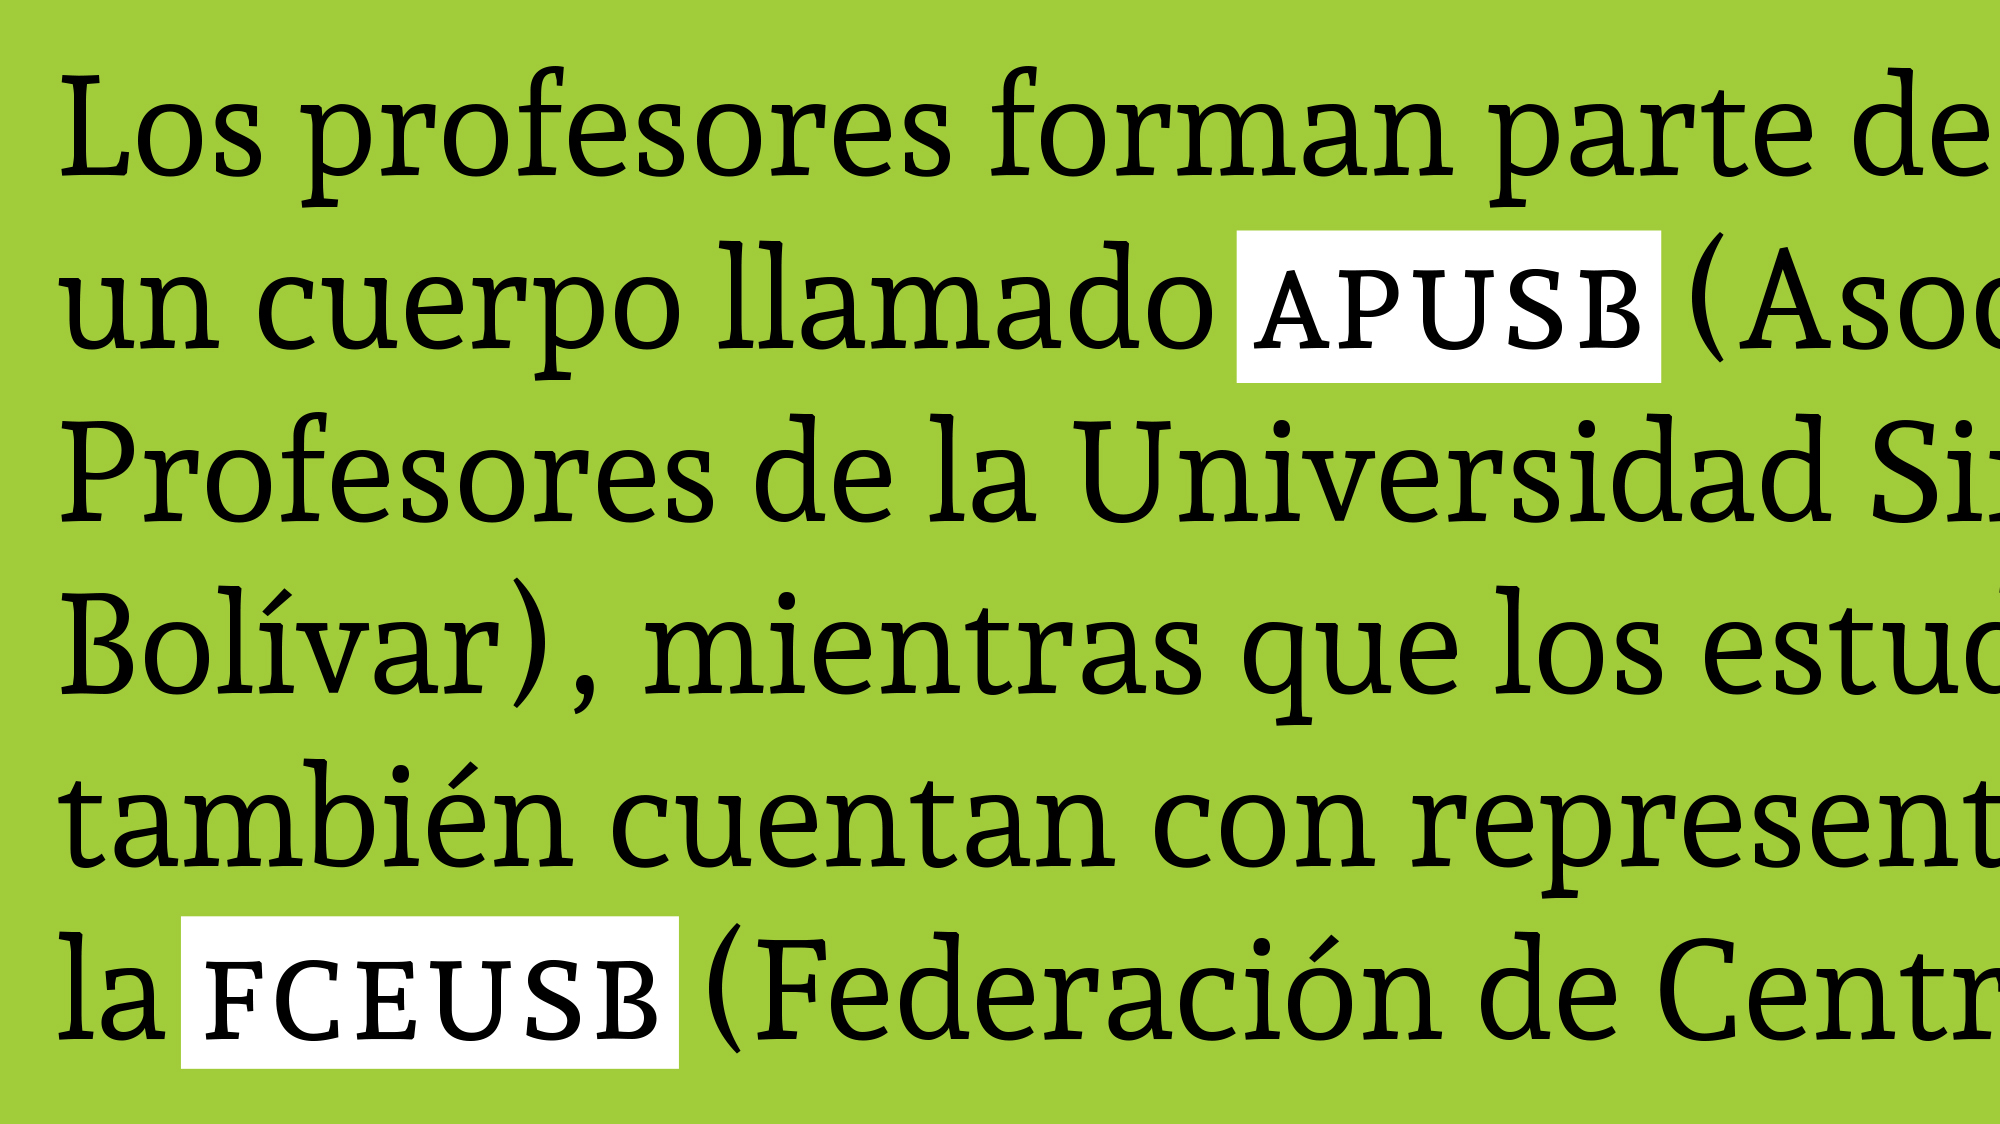 Los profesores forman parte de
un cuerpo llamado APUSB (Asoc
Profesores de la Universidad Sim
Bolívar), mientras que los estud
también cuentan con represent
la FCEUSB (Federación de Centr